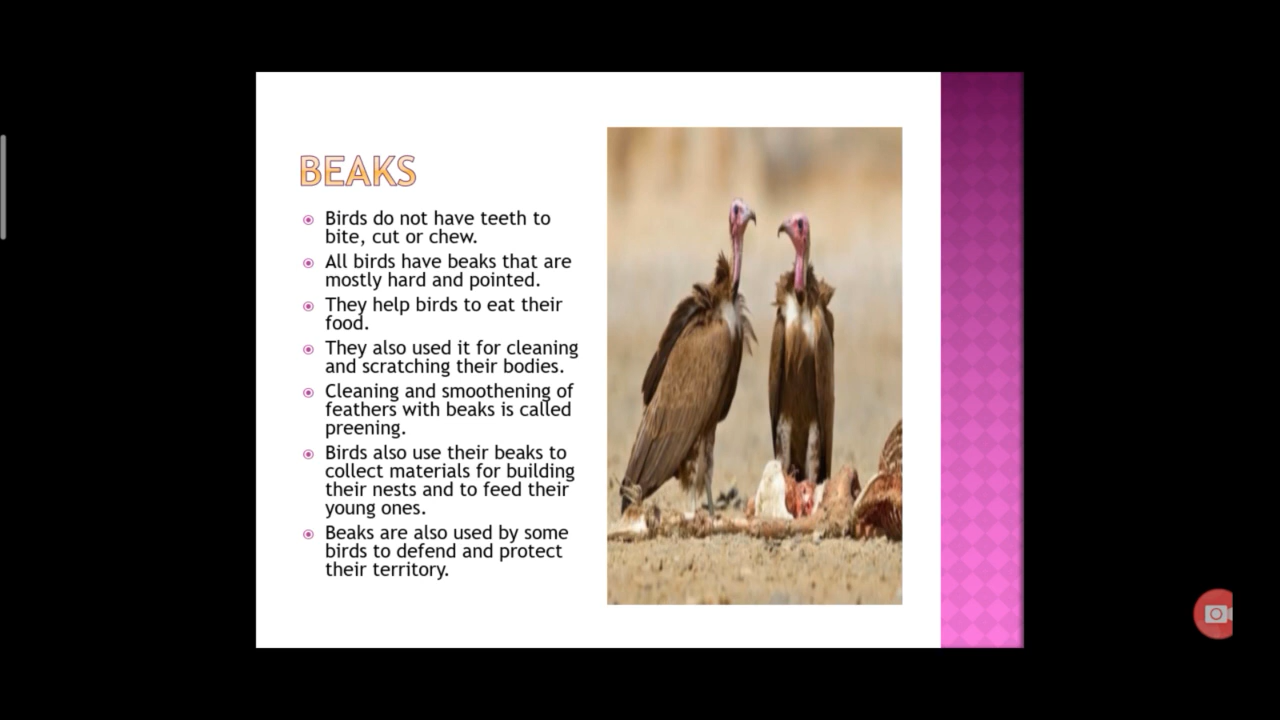 BEAKS
Birds do not have teeth to
bite, cut or chew.
All birds have beaks that are
mostly hard and pointed.
They help birds to eat their
food.
They also used it for cleaning
and scratching their bodies.
Cleaning and smoothening of
feathers with beaks is called
preening.
Birds also use their beaks to
collect materials for building
their nests and to feed their
young ones.
Beaks are also used by some
birds to defend and protect
their territory.